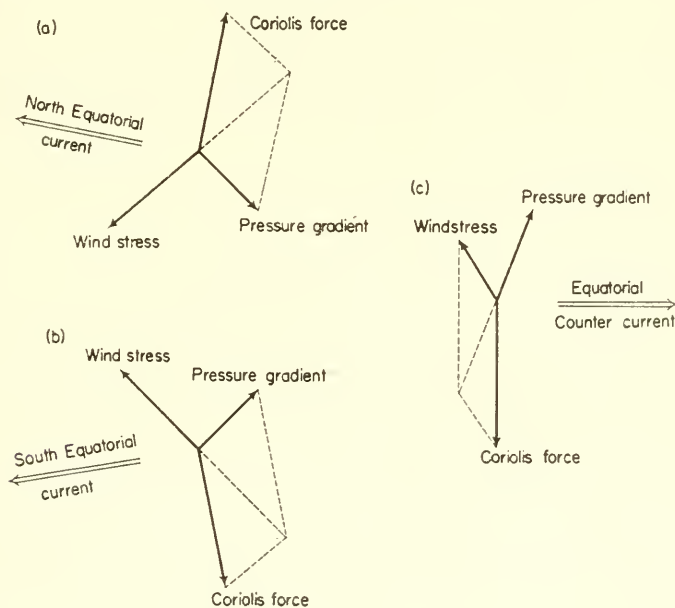 (a)
Coriolis force
North Equatorial
current
Wind stress
Pressure gradient
(b)
Wind stress
Pressure gradient
South Equatorial
current
Coriolis force
(c)
Pressure gradient
Windstress
Equatorial
Counter current
Coriolis force